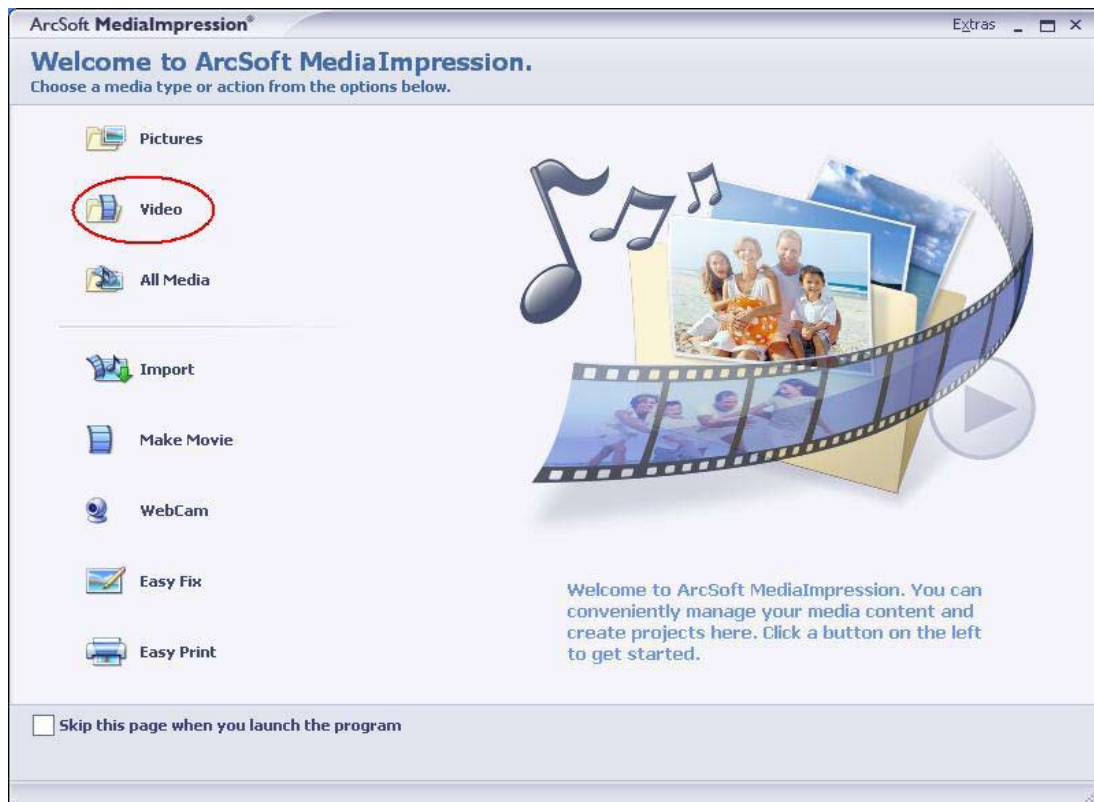 ArcSoft MediaImpression®
Extras
Welcome to ArcSoft MediaImpression.
Choose a media type or action from the options below.
Pictures
Video
All Media
Import
Make Movie
WebCam
Easy Fix
Easy Print
Welcome to ArcSoft MediaImpression. You can
conveniently manage your media content and
create projects here. Click a button on the left
to get started.
Skip this page when you launch the program